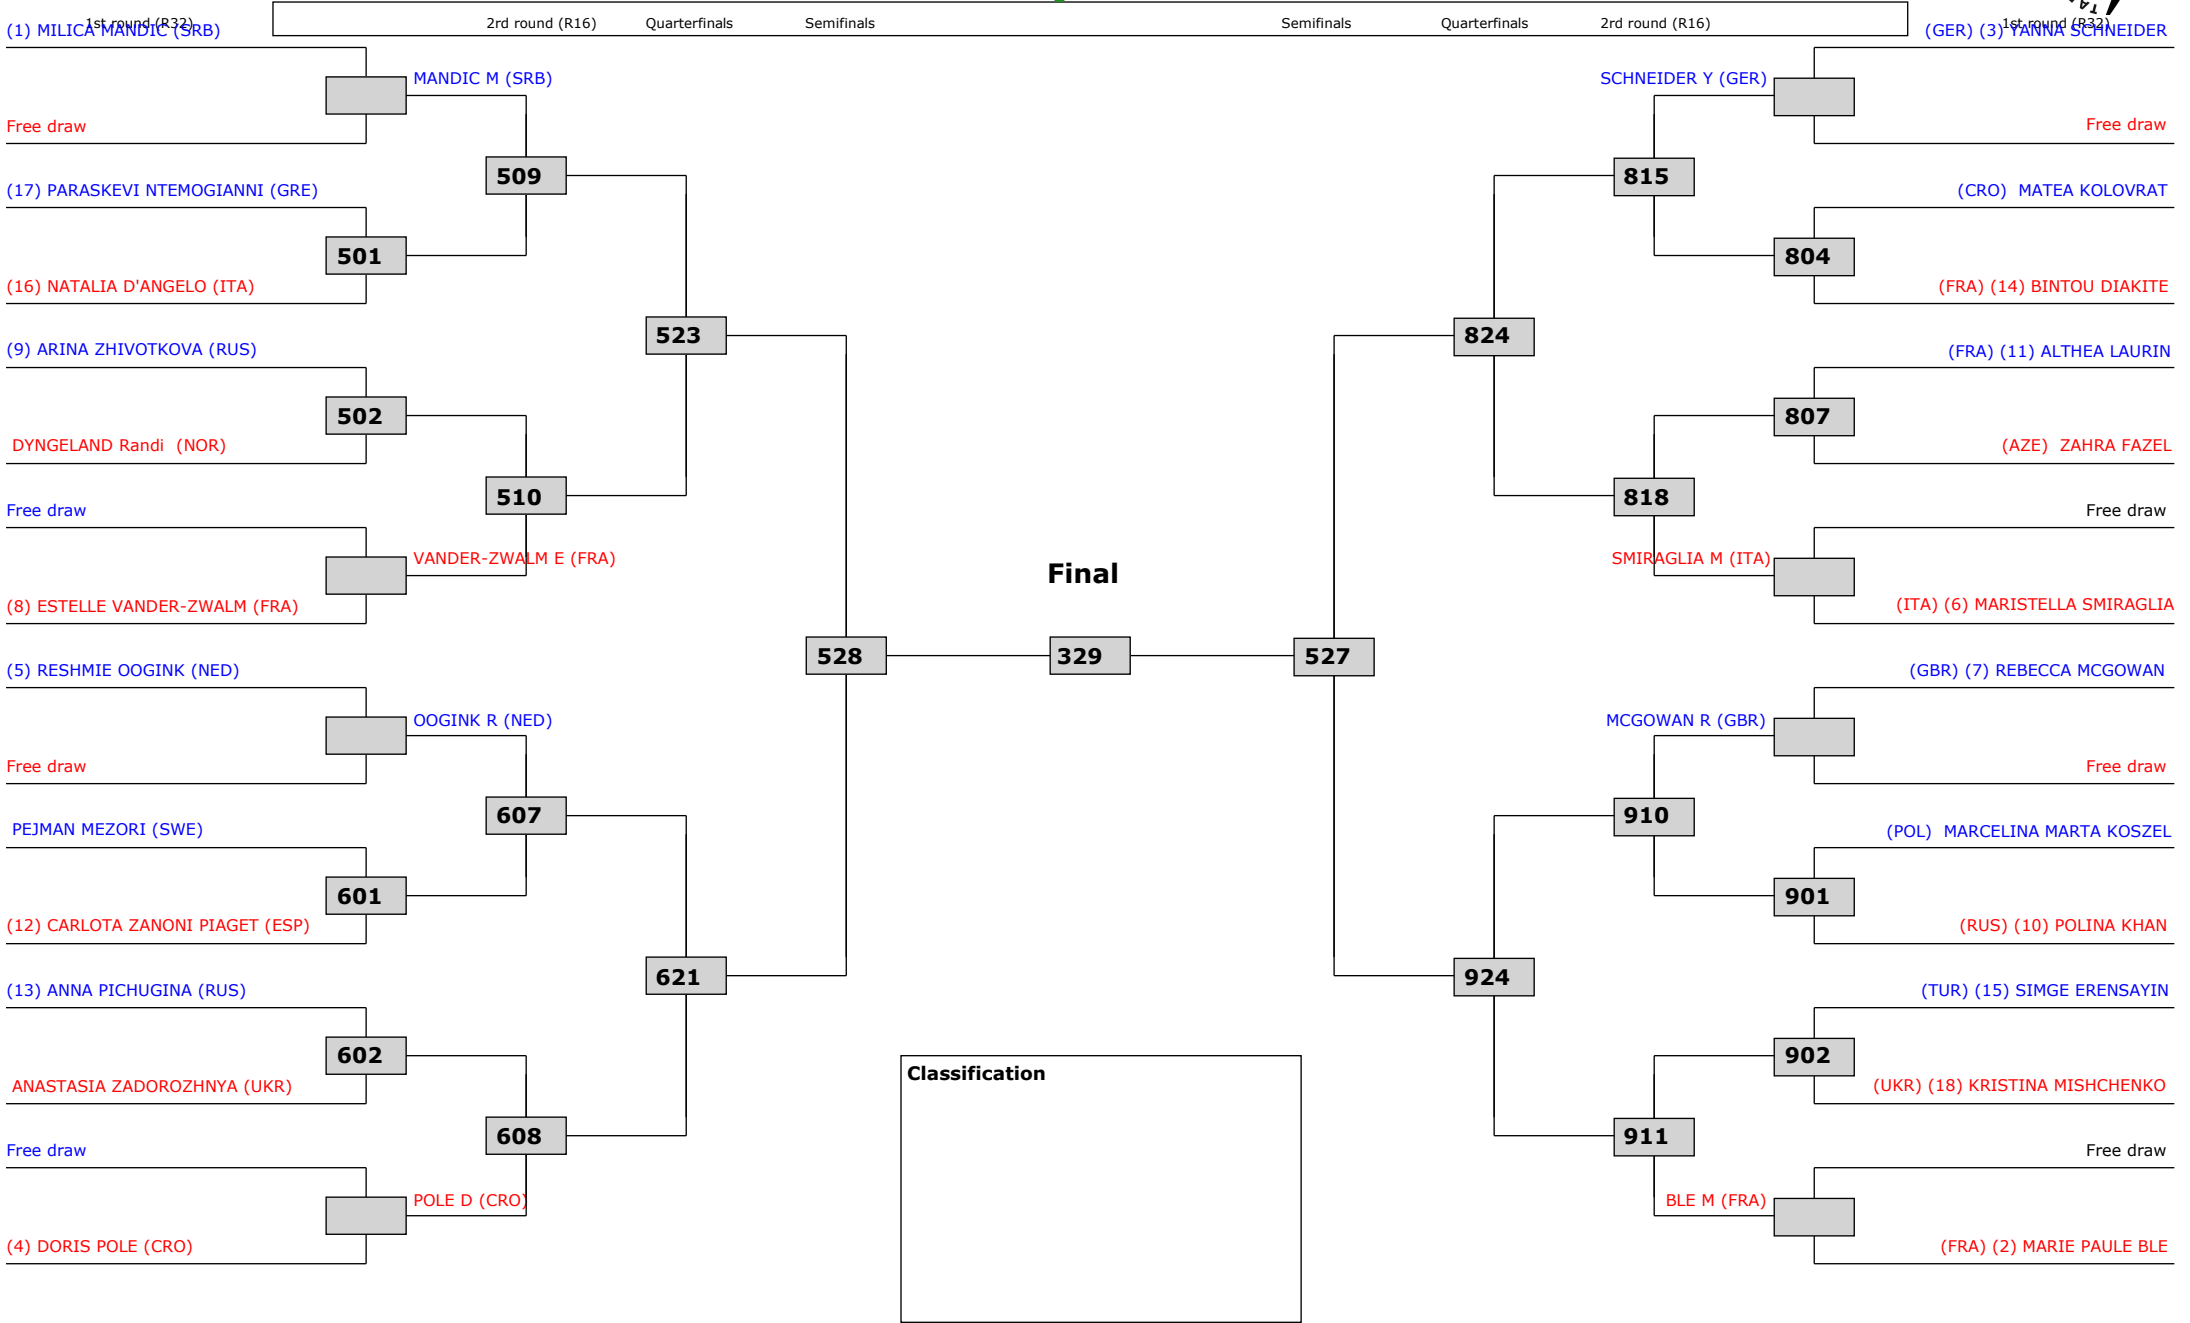 1st round (R32) 2nd round (R16) Quarterfinals Semifinals Semifinals Quarterfinals 2nd round (R16) 1st round (R32)
(1) MILICA MANDIC (SRB)
(GER) (3) YANNA SCHNEIDER
MANDIC M (SRB)
SCHNEIDER Y (GER)
Free draw
Free draw
509
815
(17) PARASKEVI NTEMOGIANNI (GRE)
(CRO) MATEA KOLOVRAT
501
804
(16) NATALIA D'ANGELO (ITA)
(FRA) (14) BINTOU DIAKITE
523
824
(9) ARINA ZHIVOTKOVA (RUS)
(FRA) (11) ALTHEA LAURIN
502
807
DYNGELAND Randi (NOR)
(AZE) ZAHRA FAZEL
510
818
Free draw
Free draw
VANDER-ZWALM E (FRA)
SMIRAGLIA M (ITA)
Final
(8) ESTELLE VANDER-ZWALM (FRA)
(ITA) (6) MARISTELLA SMIRAGLIA
528
329
527
(5) RESHMIE OOGINK (NED)
(GBR) (7) REBECCA MCGOWAN
OOGINK R (NED)
MCGOWAN R (GBR)
Free draw
Free draw
607
910
PEJMAN MEZORI (SWE)
(POL) MARCELINA MARTA KOSZEL
601
901
(12) CARLOTA ZANONI PIAGET (ESP)
(RUS) (10) POLINA KHAN
621
924
(13) ANNA PICHUGINA (RUS)
(TUR) (15) SIMGE ERENSAYIN
602
902
Classification
ANASTASIA ZADOROZHNYA (UKR)
(UKR) (18) KRISTINA MISHCHENKO
608
911
Free draw
Free draw
POLE D (CRO)
BLE M (FRA)
(4) DORIS POLE (CRO)
(FRA) (2) MARIE PAULE BLE